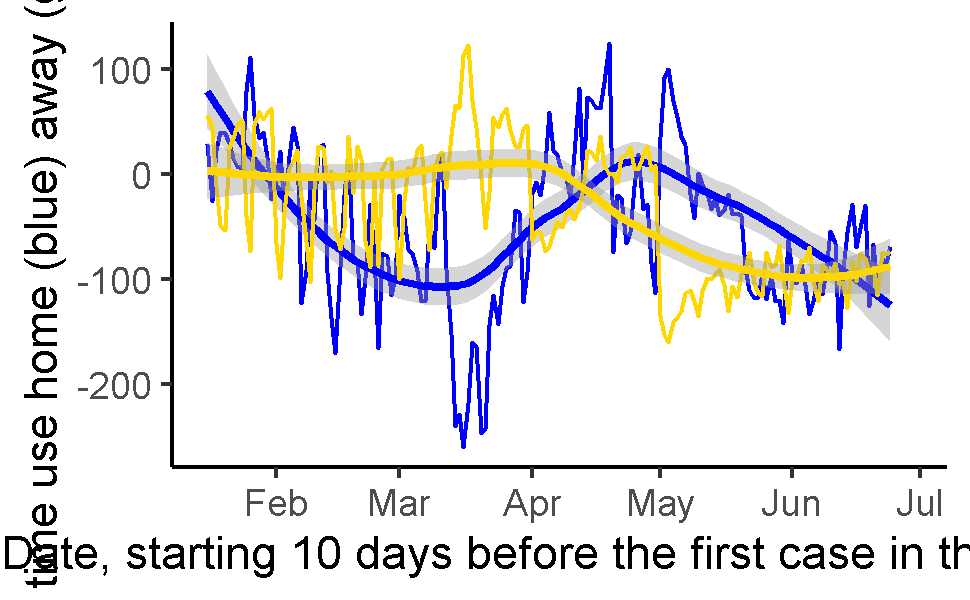 time use home (blue) away (
100
0
-100
-200
Feb Mar Apr May Jun Jul
Date, starting 10 days before the first case in th